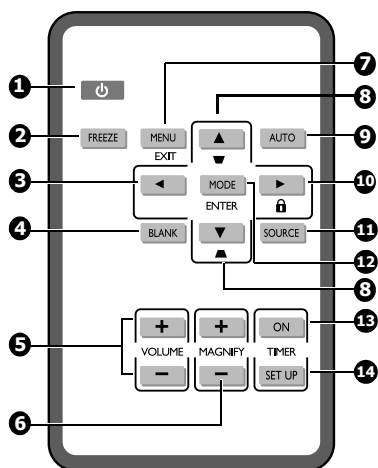 1
7
8
2
FREEZE
MENU
AUTO
9
EXIT
3
MODE
10
ENTER
4
BLANK
SOURCE
11
12
8
5
+
+
ON
13
VOLUME
MAGNIFY
TIMER
−
−
SET UP
14
6